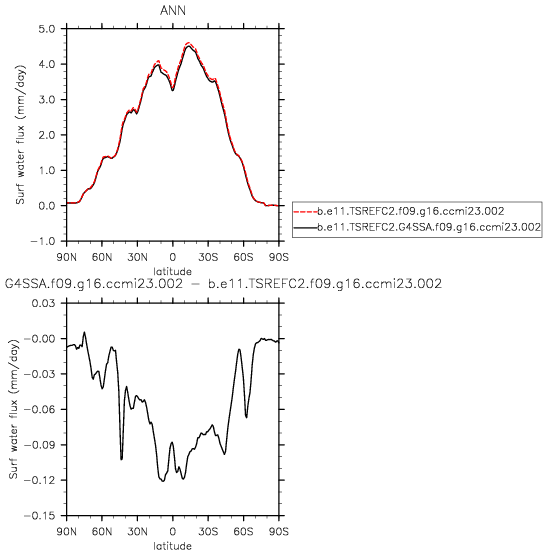 ANN
5.0
4.0
3.0
2.0
1.0
0.0
−1.0
Surf water flux (mm/day)
90N 60N 30N 0 30S 60S 90S
latitude
b.e11.TSREFC2.f09.g16.ccmi23.002
b.e11.TSREFC2.G4SSA.f09.g16.ccmi23.002
G4SSA.f09.g16.ccmi23.002 − b.e11.TSREFC2.f09.g16.ccmi23.002
0.03
−0.00
−0.03
−0.06
−0.09
−0.12
−0.15
Surf water flux (mm/day)
90N 60N 30N 0 30S 60S 90S
latitude